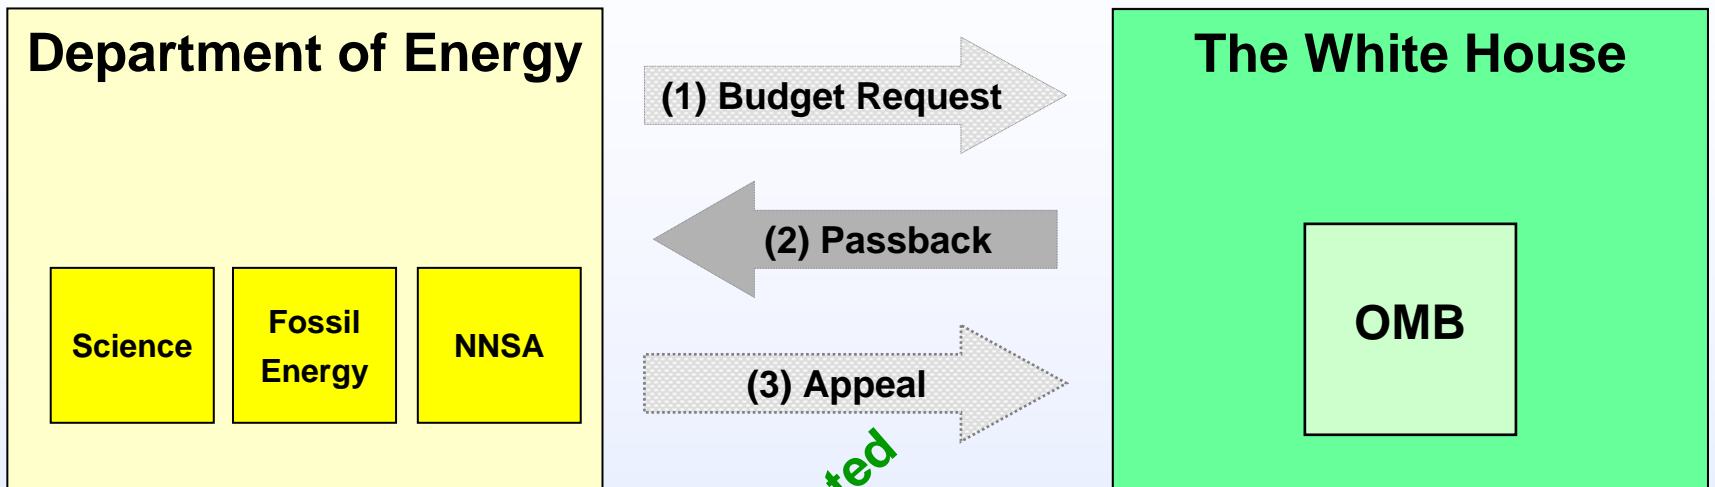 Department of Energy
The White House
(1) Budget Request
(2) Passback
(3) Appeal
Science
Fossil
Energy
NNSA
OMB